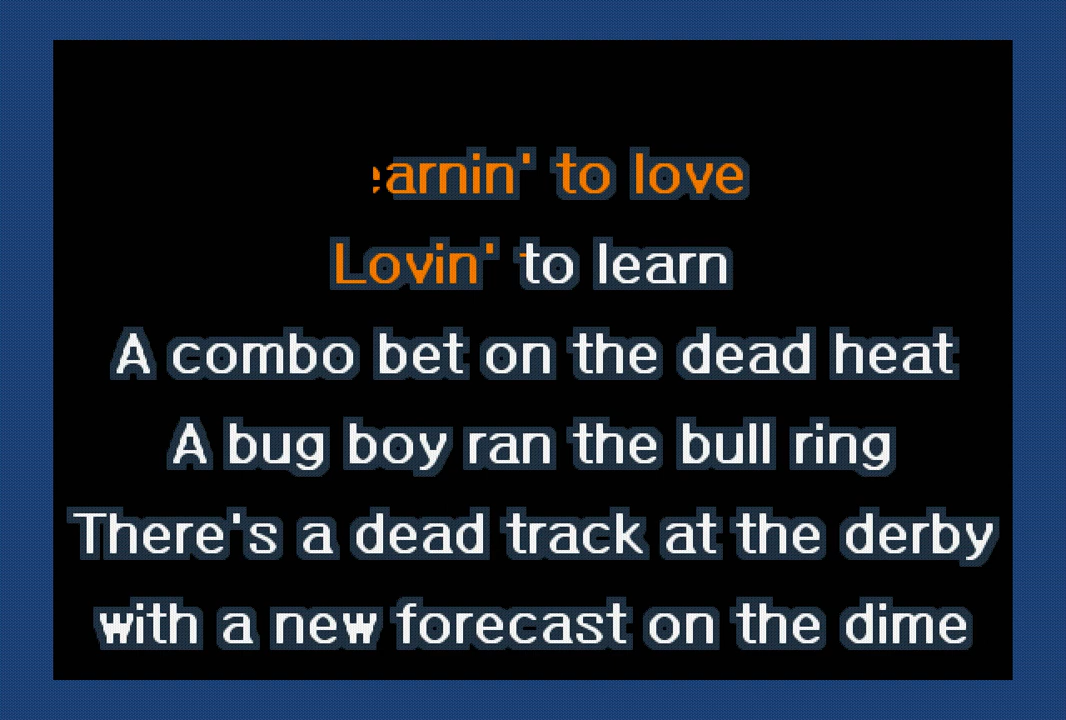 earnin' to love
Lovin' to learn
A combo bet on the dead heat
A bug boy ran the bull ring
There's a dead track at the derby
with a new forecast on the dime